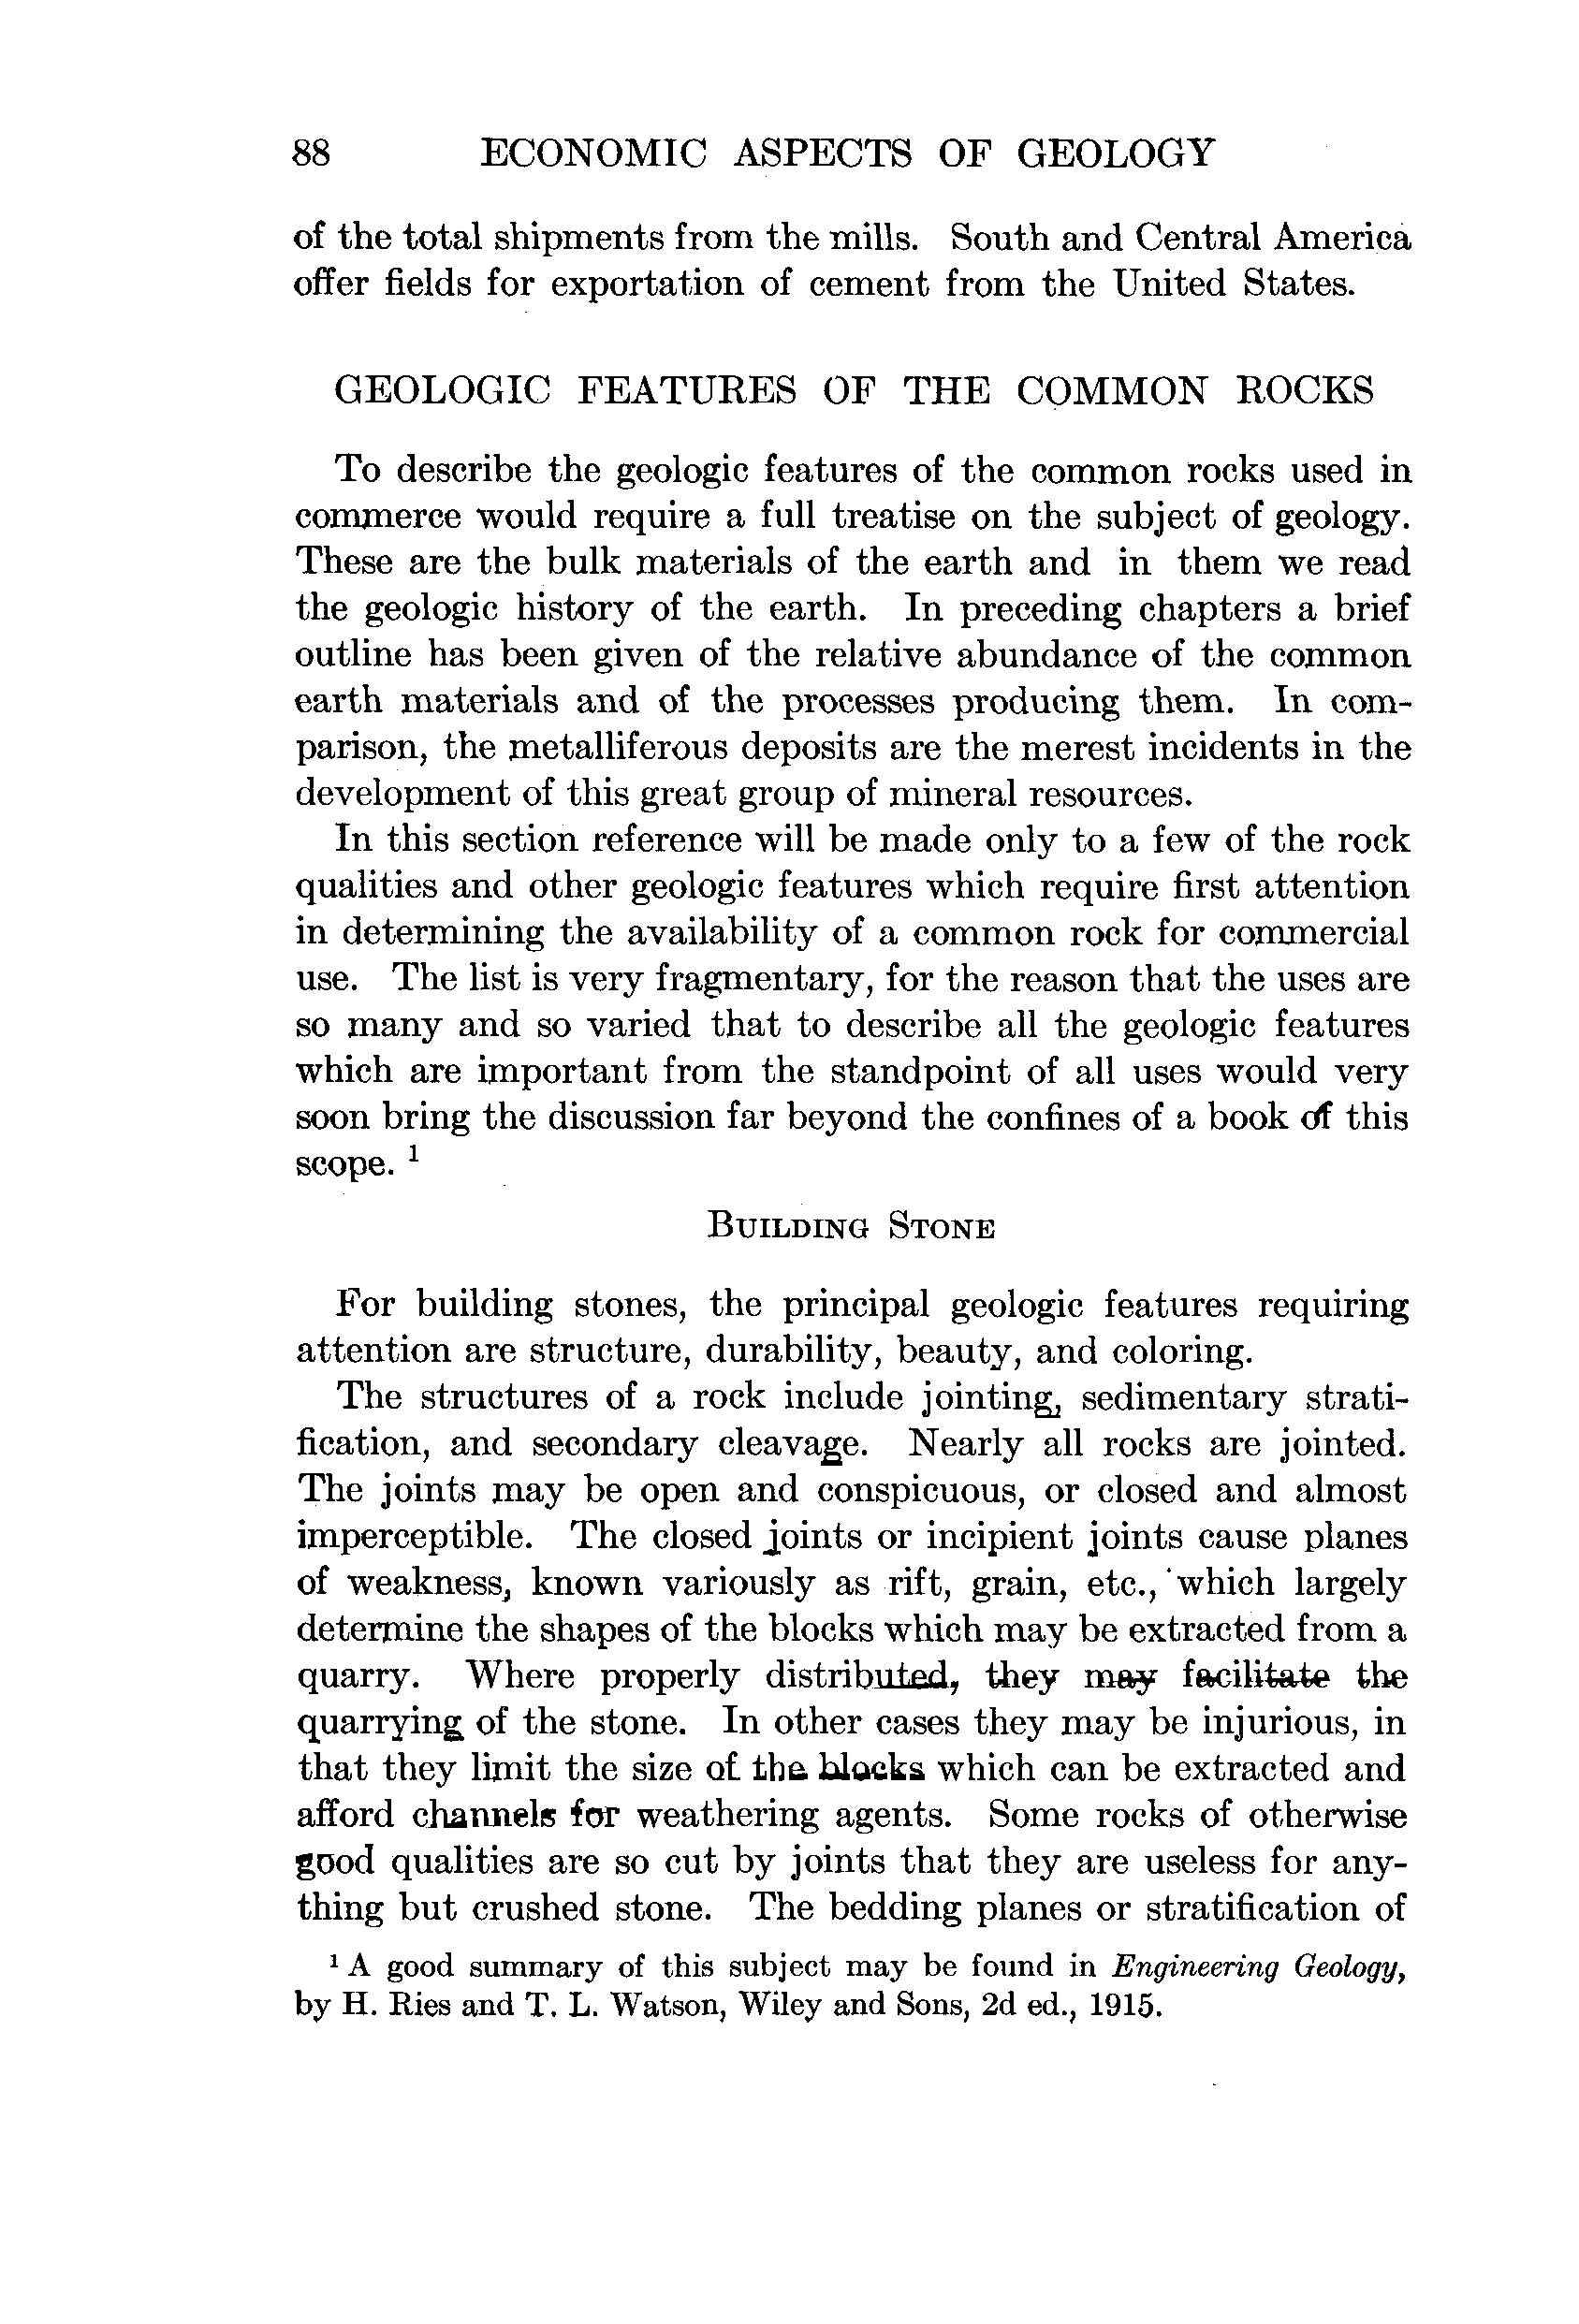 88 ECONOMIC ASPECTS OF GEOLOGY
of the total shipments from the mills. South and Central America
offer fields for exportation of cement from the United States.
GEOLOGIC FEATURES OF THE COMMON ROCKS
To describe the geologic features of the common rocks used in
commerce would require a full treatise on the subject of geology.
These are the bulk materials of the earth and in them we read
the geologic history of the earth. In preceding chapters a brief
outline has been given of the relative abundance of the common
earth materials and of the processes producing them. In com-
parison, the metalliferous deposits are the merest incidents in the
development of this great group of mineral resources.
In this section reference will be made only to a few of the rock
qualities and other geologic features which require first attention
in determining the availability of a common rock for commercial
use. The list is very fragmentary, for the reason that the uses are
so many and so varied that to describe all the geologic features
which are important from the standpoint of all uses would very
soon bring the discussion far beyond the confines of a book of this
scope. ¹
BUILDING STONE
For building stones, the principal geologic features requiring
attention are structure, durability, beauty, and coloring.
The structures of a rock include jointing, sedimentary strati-
fication, and secondary cleavage. Nearly all rocks are jointed.
The joints may be open and conspicuous, or closed and almost
imperceptible. The closed joints or incipient joints cause planes
of weakness, known variously as rift, grain, etc., which largely
determine the shapes of the blocks which may be extracted from a
quarry. Where properly distributed, they may facilitate the
quarrying of the stone. In other cases they may be injurious, in
that they limit the size of the blocks which can be extracted and
afford channels for weathering agents. Some rocks of otherwise
good qualities are so cut by joints that they are useless for any-
thing but crushed stone. The bedding planes or stratification of
¹ A good summary of this subject may be found in Engineering Geology,
by H. Ries and T. L. Watson, Wiley and Sons, 2d ed., 1915.